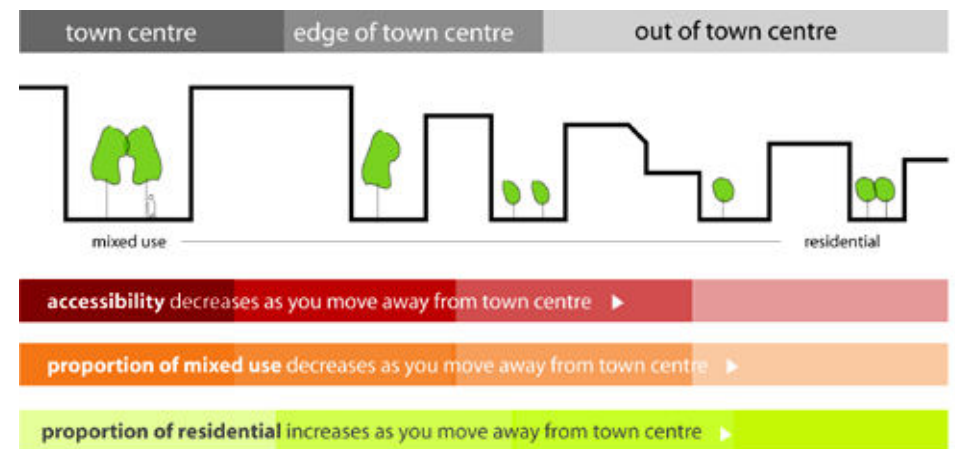 town centre edge of town centre out of town centre
mixed use residential
accessibility decreases as you move away from town centre
proportion of mixed use decreases as you move away from town centre
proportion of residential increases as you move away from town centre